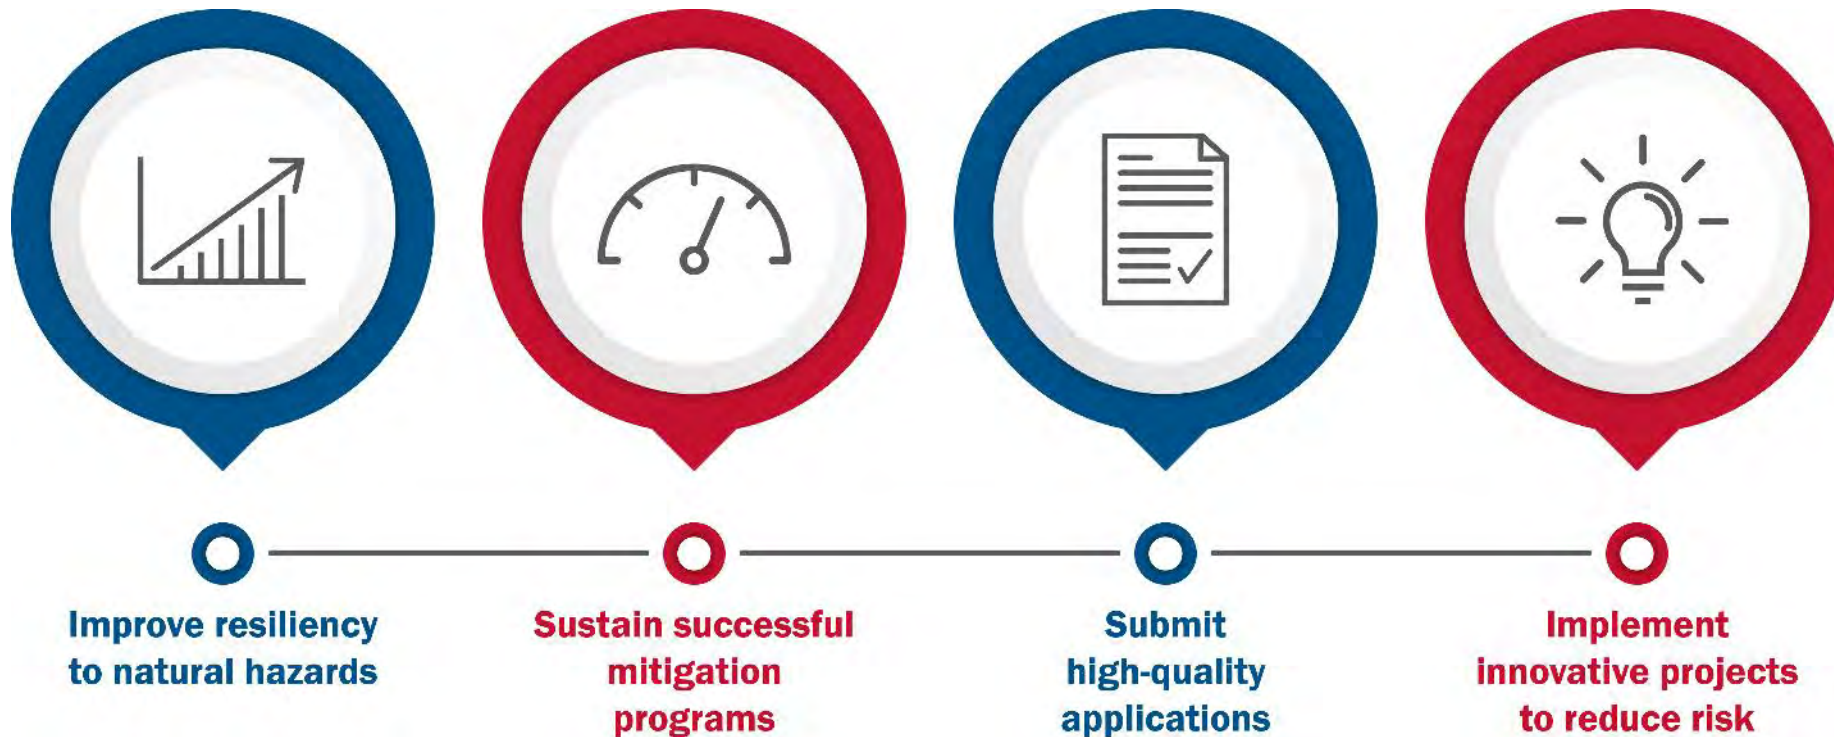 Improve resiliency
to natural hazards
Sustain successful
mitigation
programs
Submit
high-quality
applications
Implement
innovative projects
to reduce risk